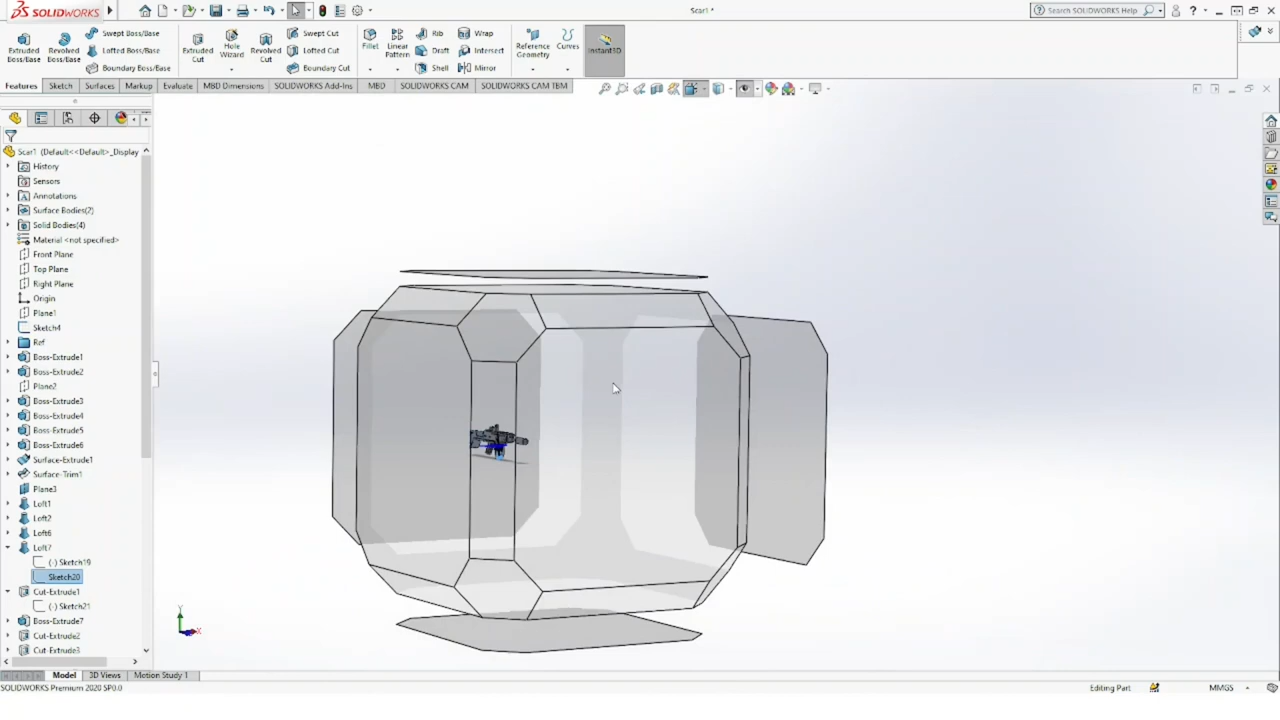 SOLIDWORKS
Scar1 *
Search SOLIDWORKS Help
Extruded Boss/Base
Revolved Boss/Base
Swept Boss/Base
Lofted Boss/Base
Boundary Boss/Base
Extruded Cut
Hole Wizard
Revolved Cut
Swept Cut
Lofted Cut
Boundary Cut
Fillet
Linear Pattern
Rib
Draft
Shell
Wrap
Intersect
Mirror
Reference Geometry
Curves
Instant3D
Features Sketch Surfaces Markup Evaluate MBD Dimensions SOLIDWORKS Add-Ins MBD SOLIDWORKS CAM SOLIDWORKS CAM TBM
Scar1 (Default<<Default>_Display
History
Sensors
Annotations
Surface Bodies(2)
Solid Bodies(4)
Material <not specified>
Front Plane
Top Plane
Right Plane
Origin
Plane1
Sketch4
Ref
Boss-Extrude1
Boss-Extrude2
Plane2
Boss-Extrude3
Boss-Extrude4
Boss-Extrude5
Boss-Extrude6
Surface-Extrude1
Surface-Trim1
Plane3
Loft1
Loft2
Loft6
Loft7
(-) Sketch19
Sketch20
Cut-Extrude1
(-) Sketch21
Boss-Extrude7
Cut-Extrude2
Cut-Extrude3
Y
X
Model 3D Views Motion Study 1
SOLIDWORKS Premium 2020 SP0.0
Editing Part
MMGS